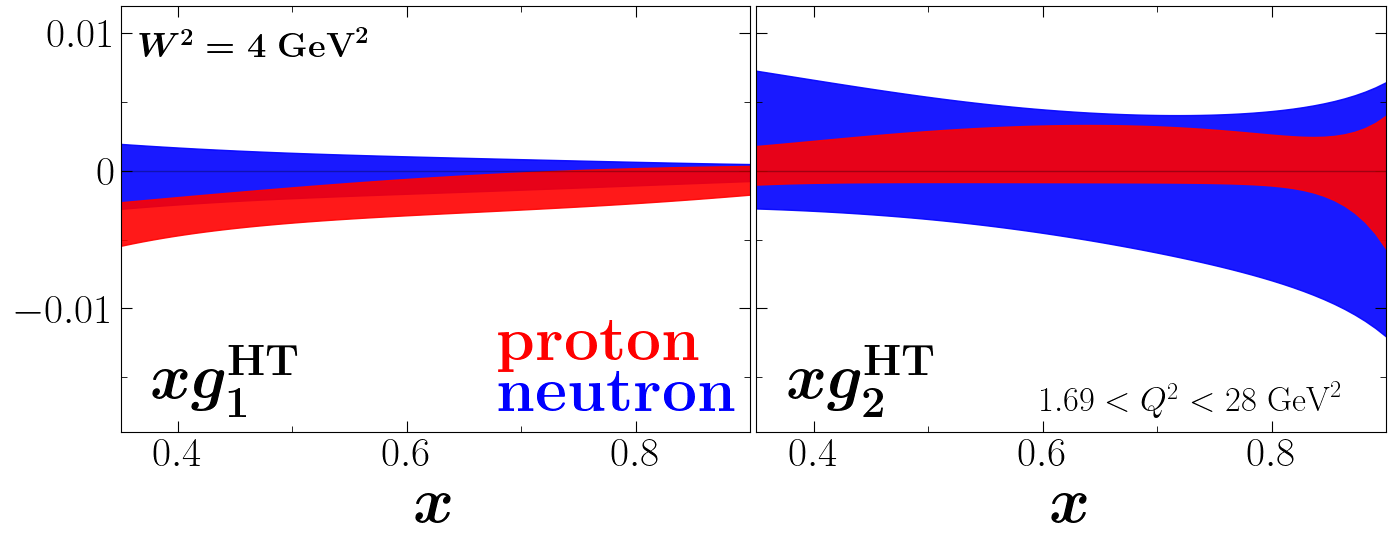 0.01
0
−0.01
W² = 4 GeV²
xg₁ᴴᵀ
proton
neutron
0.4 0.6 0.8
x
xg₂ᴴᵀ
1.69 < Q² < 28 GeV²
0.4 0.6 0.8
x